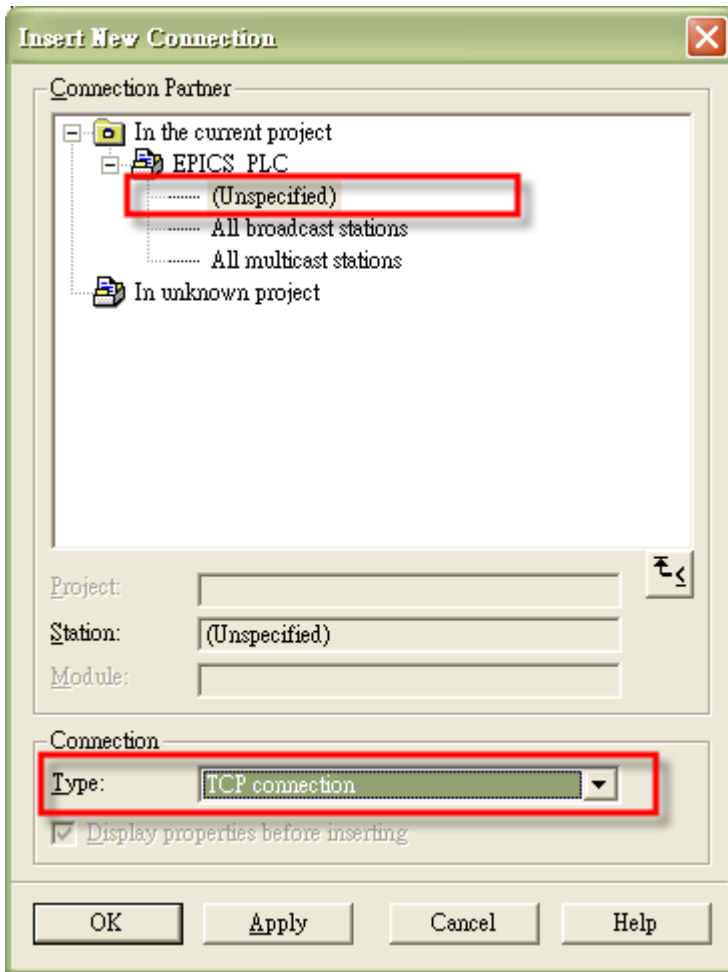 Insert New Connection
Connection Partner
In the current project
EPICS_PLC
(Unspecified)
All broadcast stations
All multicast stations
In unknown project
Project:
Station: (Unspecified)
Module:
Connection
Type: TCP connection
Display properties before inserting
OK Apply Cancel Help